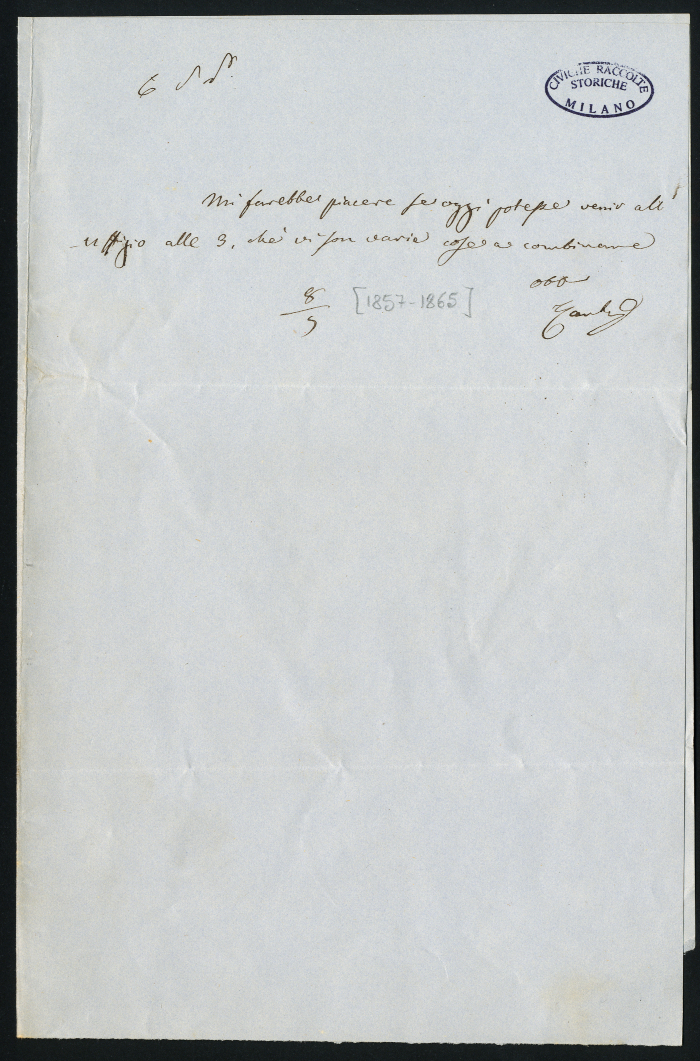 CIVICHE RACCOLTE
STORICHE
MILANO
C S Sr
Mi farebbe piacere se oggi potesse venir all'
uffizio alle 3, chè vi son varie cose a combinare
obb
8/5 [1857-1865]